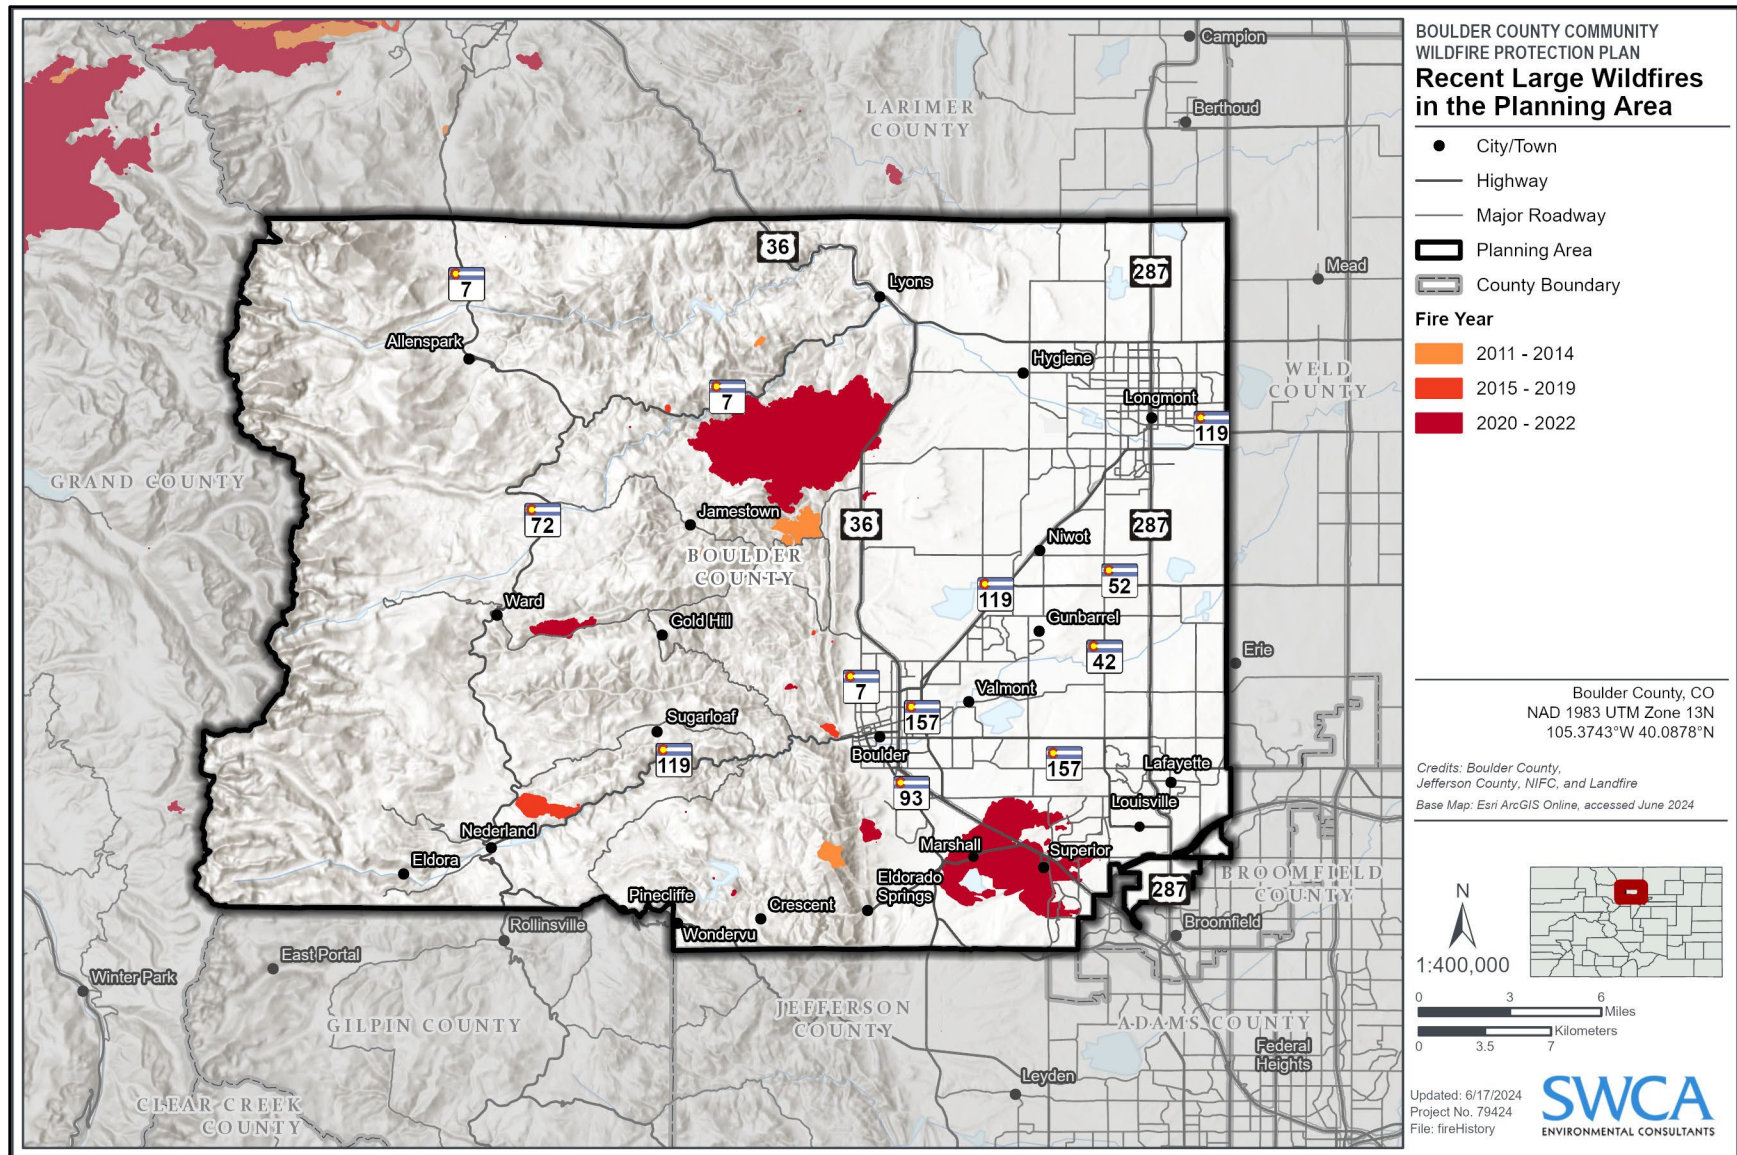 BOULDER COUNTY COMMUNITY
WILDFIRE PROTECTION PLAN
Recent Large Wildfires
in the Planning Area
City/Town
Highway
Major Roadway
Planning Area
County Boundary
Fire Year
2011 - 2014
2015 - 2019
2020 - 2022
Boulder County, CO
NAD 1983 UTM Zone 13N
105.3743°W 40.0878°N
Credits: Boulder County,
Jefferson County, NIFC, and Landfire
Base Map: Esri ArcGIS Online, accessed June 2024
N
1:400,000
0 3 6
Miles
Kilometers
0 3.5 7
Updated: 6/17/2024
Project No. 79424
File: fireHistory
SWCA
ENVIRONMENTAL CONSULTANTS
Campion
LARIMER
COUNTY
Berthoud
36
287
Mead
7
Lyons
Allenspark
Hygiene
WELD
COUNTY
7
Longmont
119
GRAND COUNTY
72
Jamestown
36
287
Niwot
BOULDER
COUNTY
52
119
Ward
Gold Hill
Gunbarrel
42
Erie
7
Valmont
157
Sugarloaf
119
Boulder
157
Lafayette
93
Louisville
Nederland
Marshall
Superior
Eldora
Eldorado
Springs
BROOMFIELD
COUNTY
287
Pinecliffe
Crescent
Wondervu
Rollinsville
Broomfield
East Portal
Winter Park
JEFFERSON
COUNTY
GILPIN COUNTY
ADAMS COUNTY
Federal
Heights
Leyden
CLEAR CREEK
COUNTY